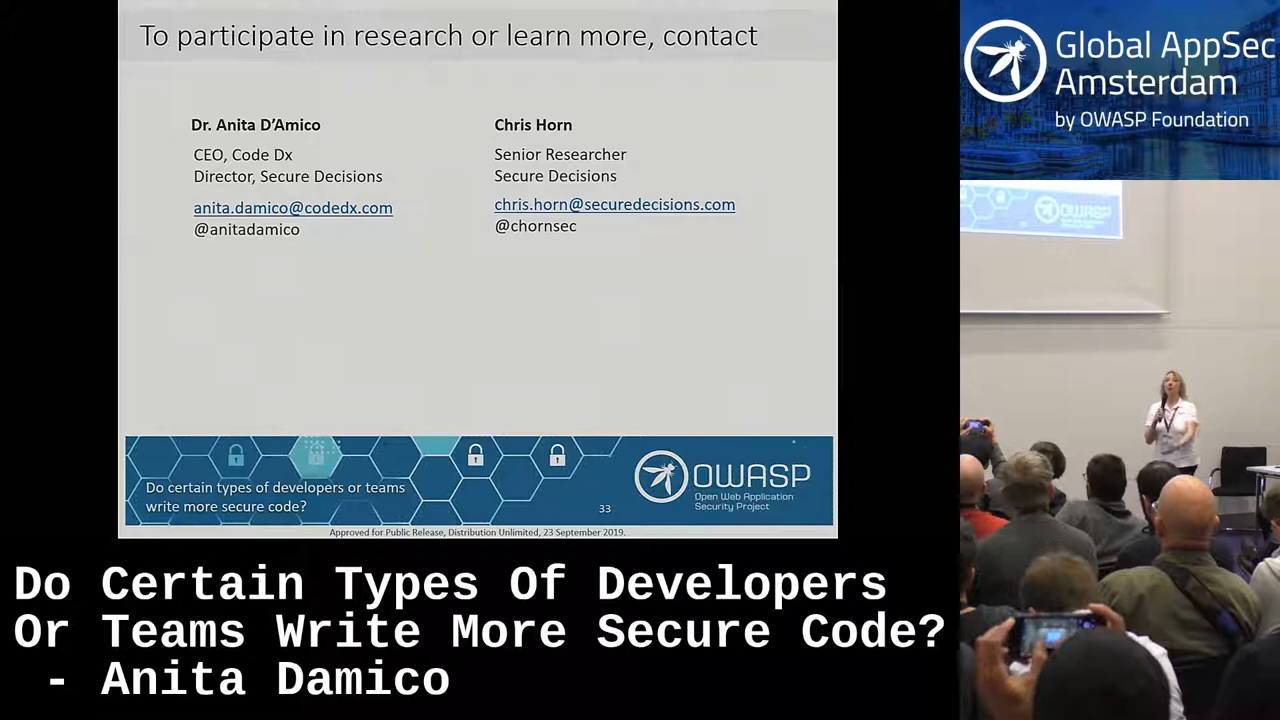 To participate in research or learn more, contact
Dr. Anita D'Amico
CEO, Code Dx
Director, Secure Decisions
anita.damico@codedx.com
@anitadamico
Chris Horn
Senior Researcher
Secure Decisions
chris.horn@securedecisions.com
@chornsec
Do certain types of developers or teams
write more secure code?
33
OWASP
Open Web Application
Security Project
Approved for Public Release, Distribution Unlimited, 23 September 2019.
Global AppSec
Amsterdam
by OWASP Foundation
OWASP
Do Certain Types Of Developers
Or Teams Write More Secure Code?
- Anita Damico